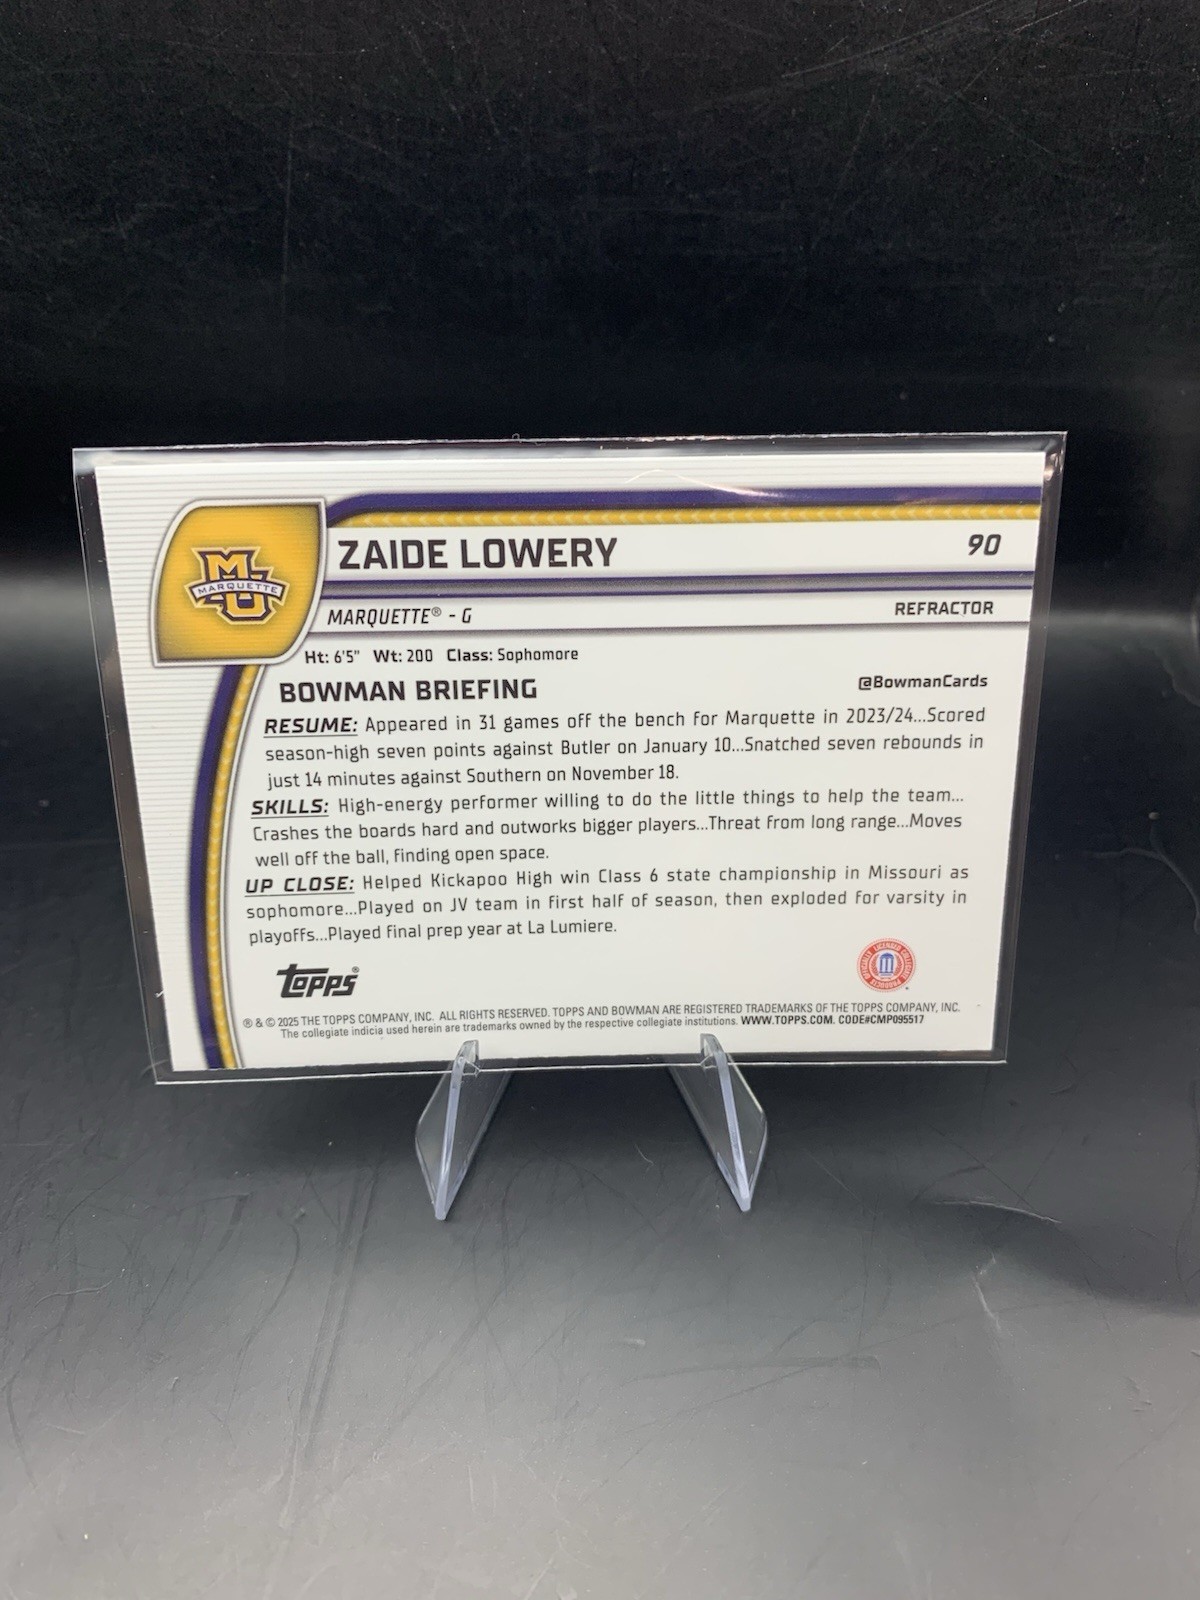 ZAIDE LOWERY
90
MARQUETTE® - G
REFRACTOR
MU
MARQUETTE
Ht: 6'5" Wt: 200 Class: Sophomore
BOWMAN BRIEFING
@BowmanCards
RESUME: Appeared in 31 games off the bench for Marquette in 2023/24...Scored
season-high seven points against Butler on January 10...Snatched seven rebounds in
just 14 minutes against Southern on November 18.
SKILLS: High-energy performer willing to do the little things to help the team...
Crashes the boards hard and outworks bigger players...Threat from long range...Moves
well off the ball, finding open space.
UP CLOSE: Helped Kickapoo High win Class 6 state championship in Missouri as
sophomore...Played on JV team in first half of season, then exploded for varsity in
playoffs...Played final prep year at La Lumiere.
topps®
OFFICIALLY LICENSED COLLEGIATE PRODUCTS
® & © 2025 THE TOPPS COMPANY, INC. ALL RIGHTS RESERVED. TOPPS AND BOWMAN ARE REGISTERED TRADEMARKS OF THE TOPPS COMPANY, INC.
The collegiate indicia used herein are trademarks owned by the respective collegiate institutions. WWW.TOPPS.COM. CODE#CMP095517